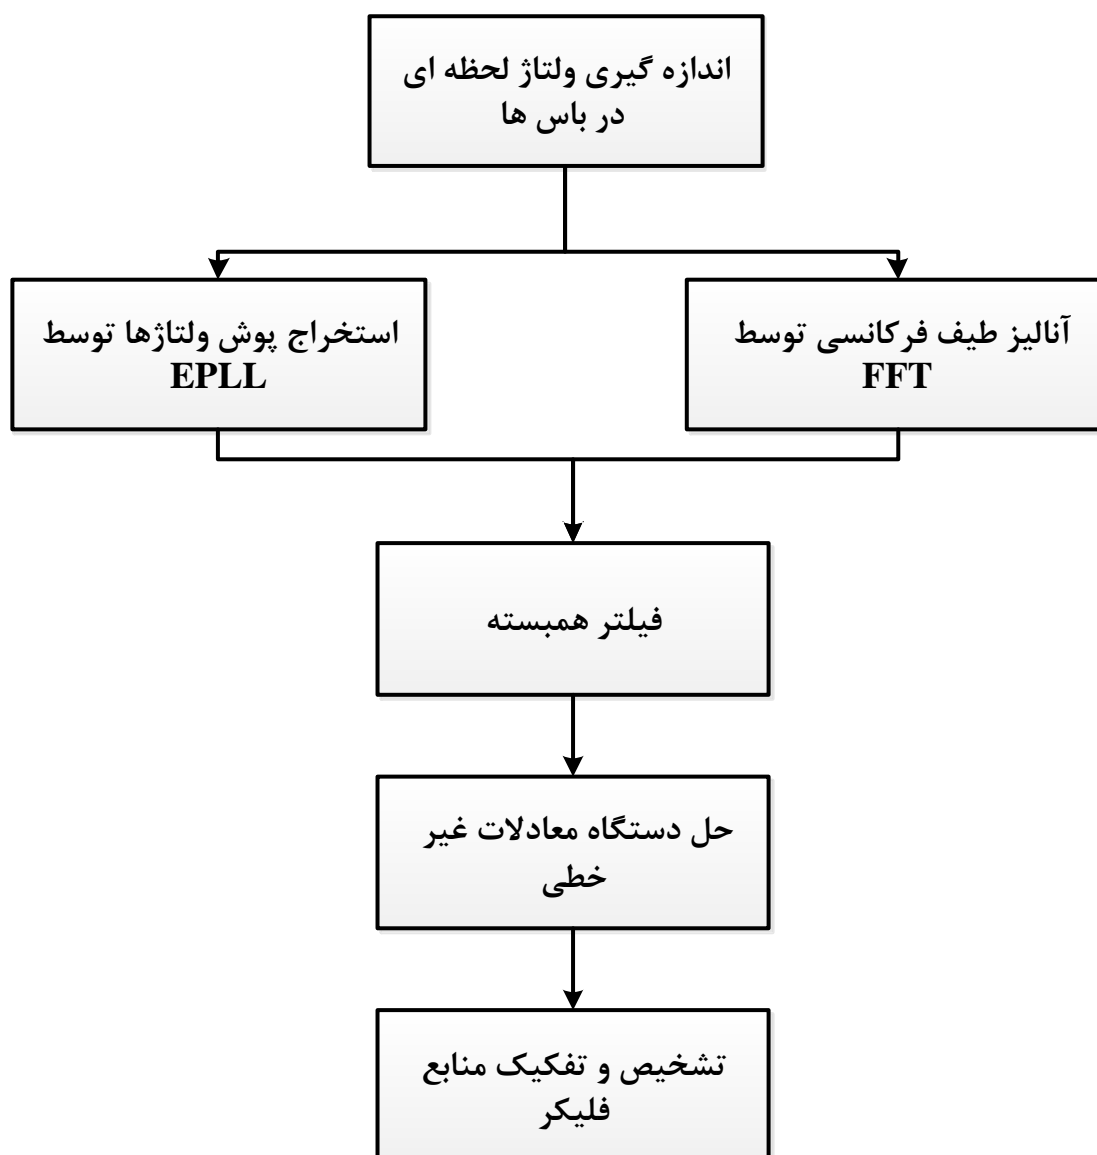 اندازه گیری ولتاژ لحظه ای
در باس ها
آنالیز طیف فرکانسی توسط
FFT
استخراج پوش ولتاژها توسط
EPLL
فیلتر همبسته
حل دستگاه معادلات غیر
خطی
تشخیص و تفکیک منابع
فلیکر